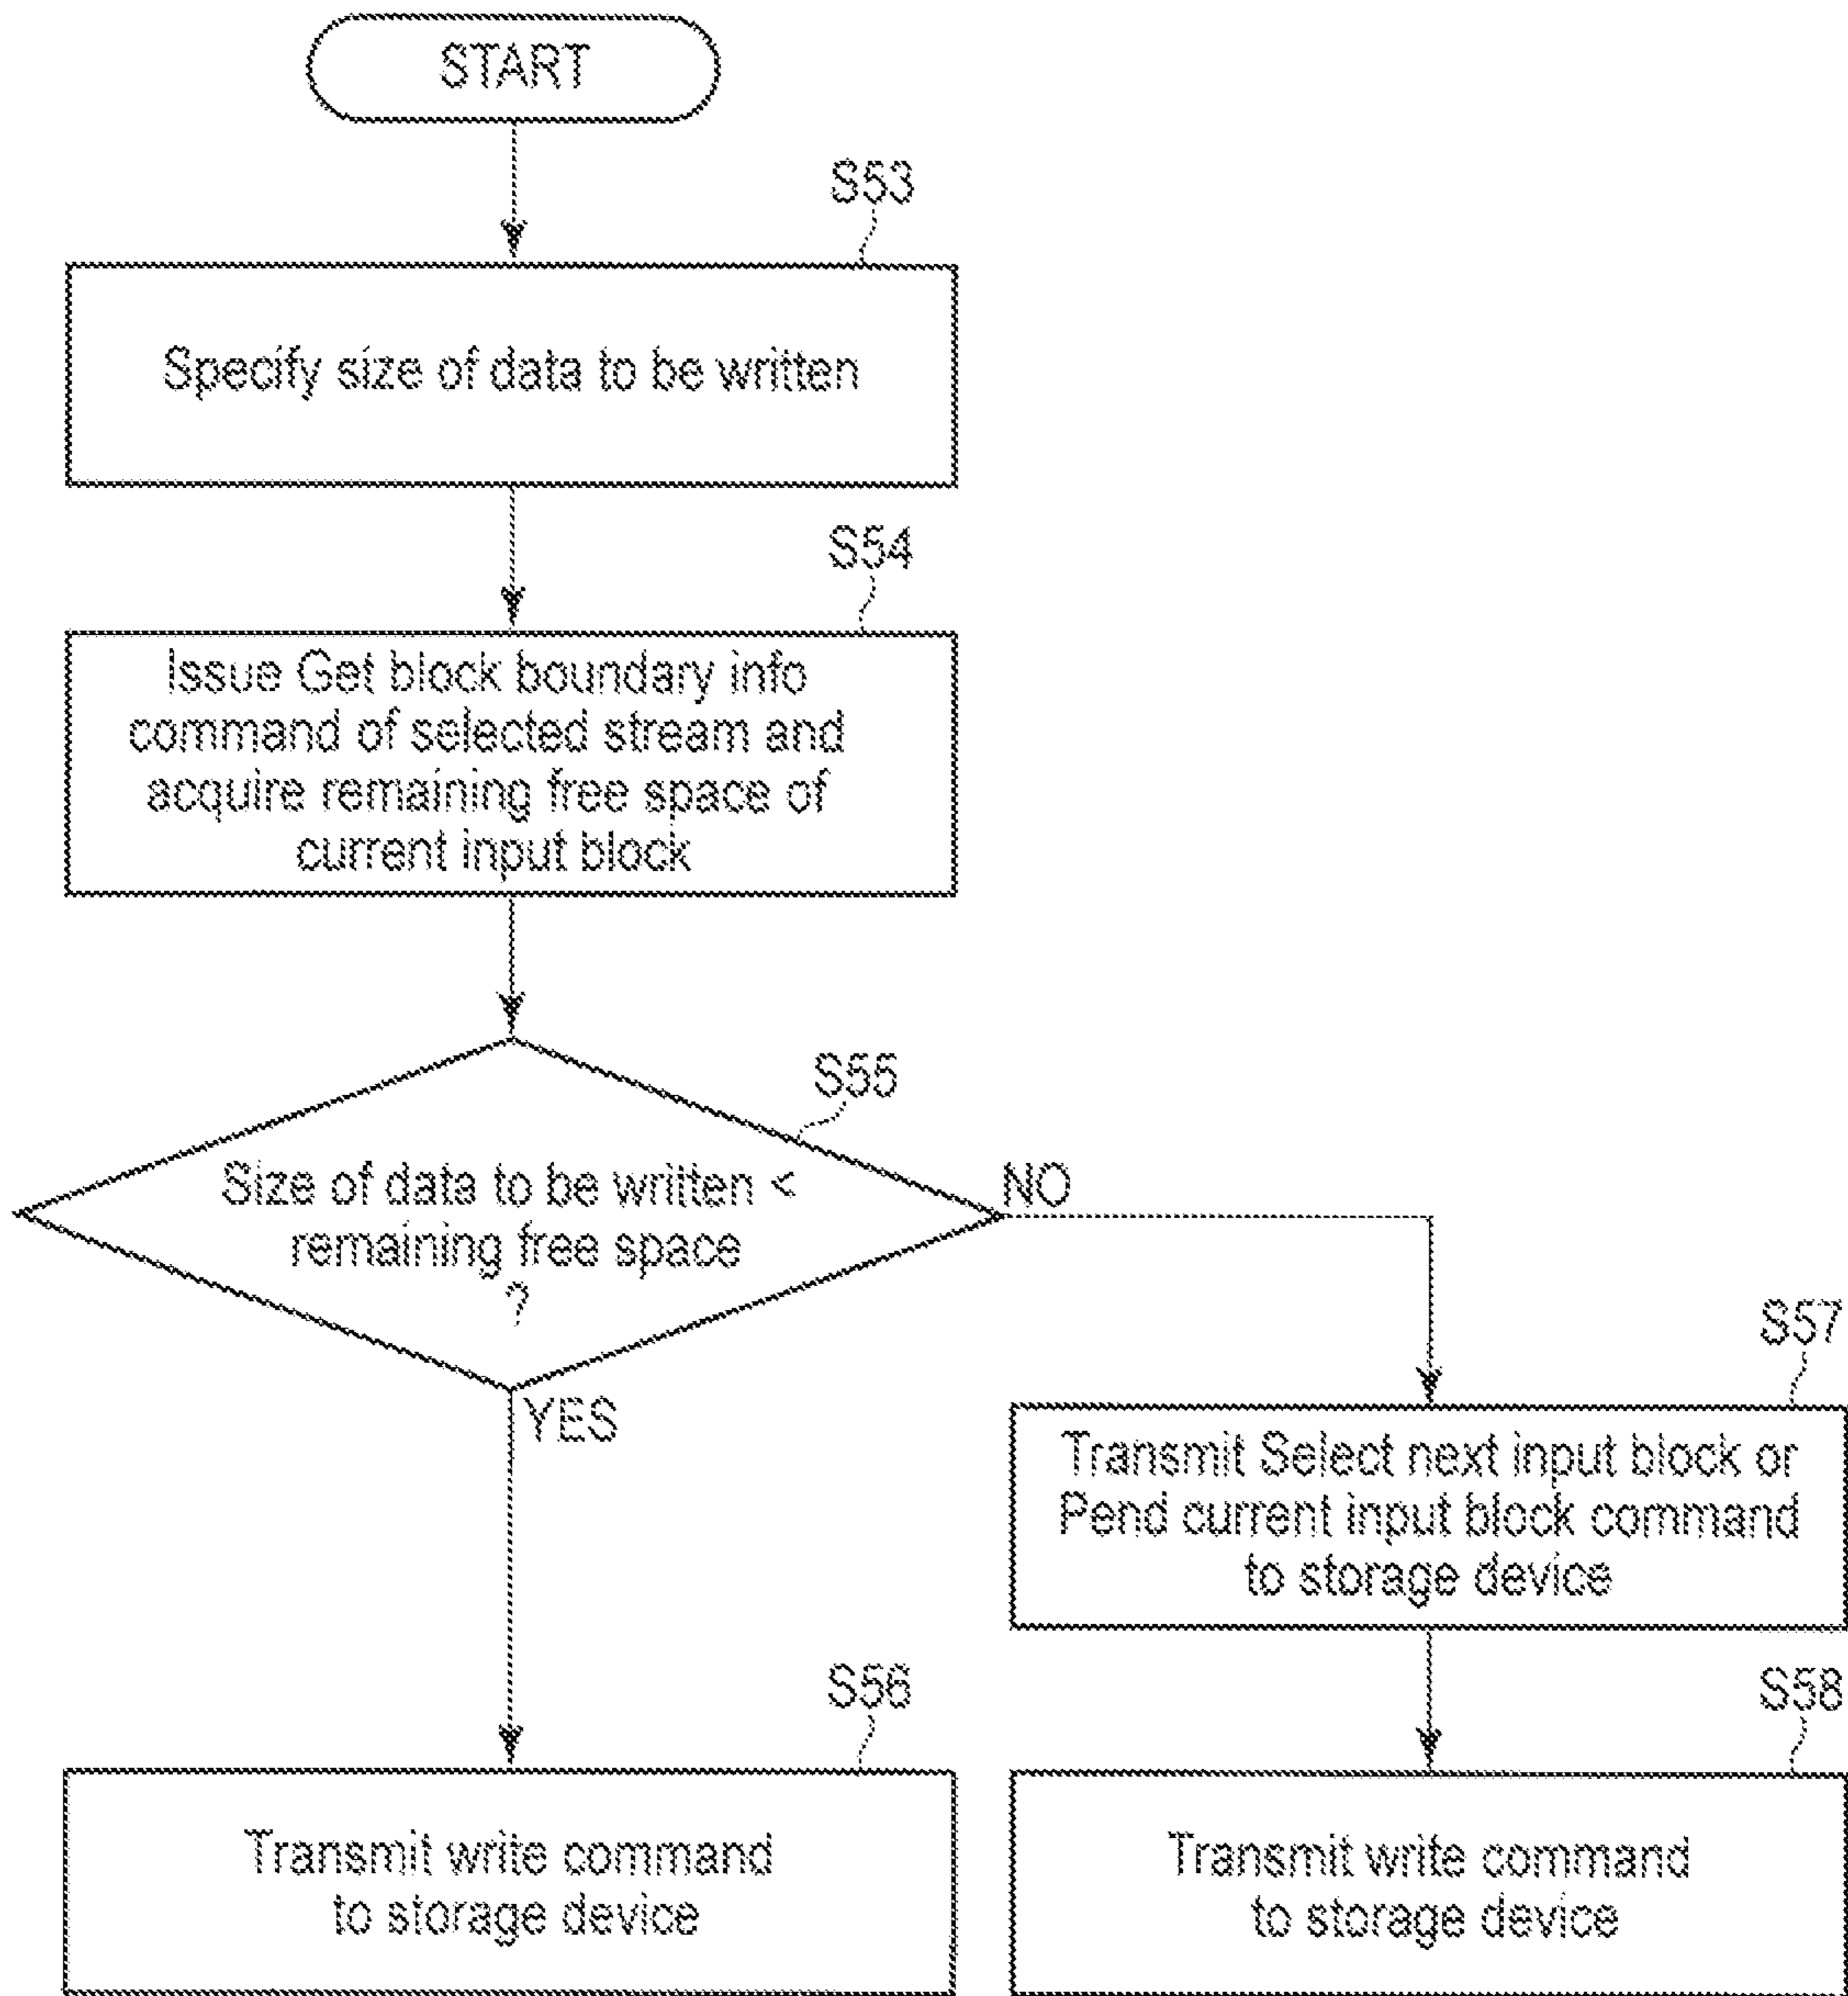 START
S53
Specify size of data to be written
S54
Issue Get block boundary info
command of selected stream and
acquire remaining free space of
current input block
S55
Size of data to be written <
remaining free space
?
NO
YES
S57
Transmit Select next input block or
Pend current input block command
to storage device
S56
Transmit write command
to storage device
S58
Transmit write command
to storage device